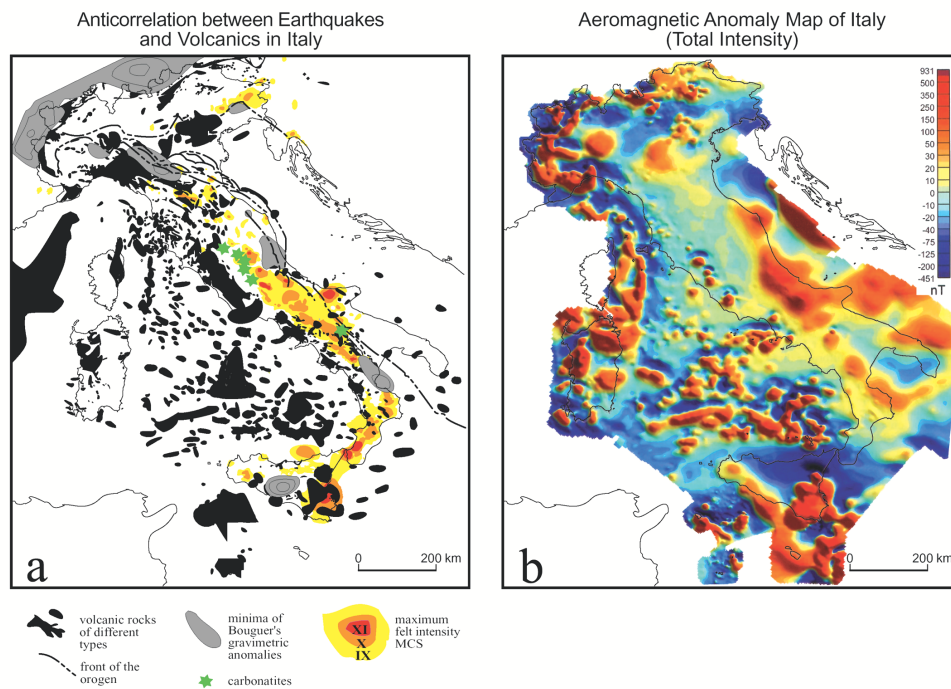 Anticorrelation between Earthquakes
and Volcanics in Italy
Aeromagnetic Anomaly Map of Italy
(Total Intensity)
931
500
350
250
150
100
50
30
20
10
0
-10
-20
-40
-75
-125
-200
-451
nT
a
0 200 km
b
0 200 km
volcanic rocks
of different
types
front of the
orogen
minima of
Bouguer's
gravimetric
anomalies
carbonatites
XI
X
IX
maximum
felt intensity
MCS